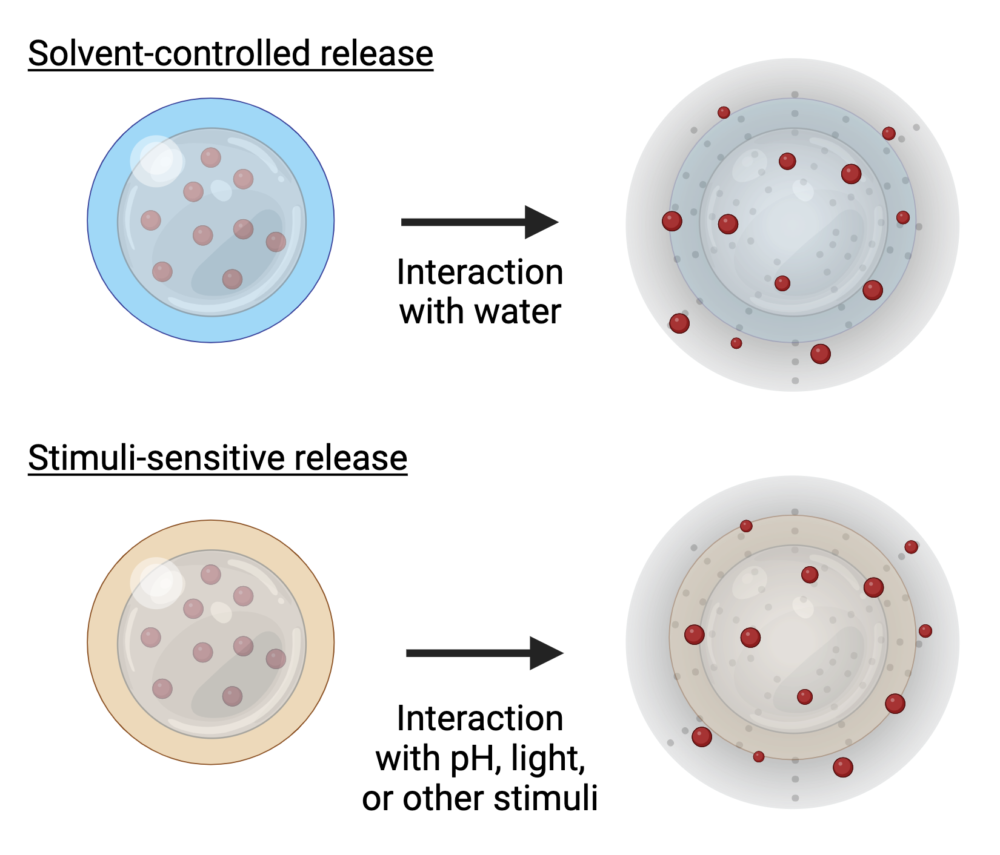 Solvent-controlled release
Interaction
with water
Stimuli-sensitive release
Interaction
with pH, light,
or other stimuli